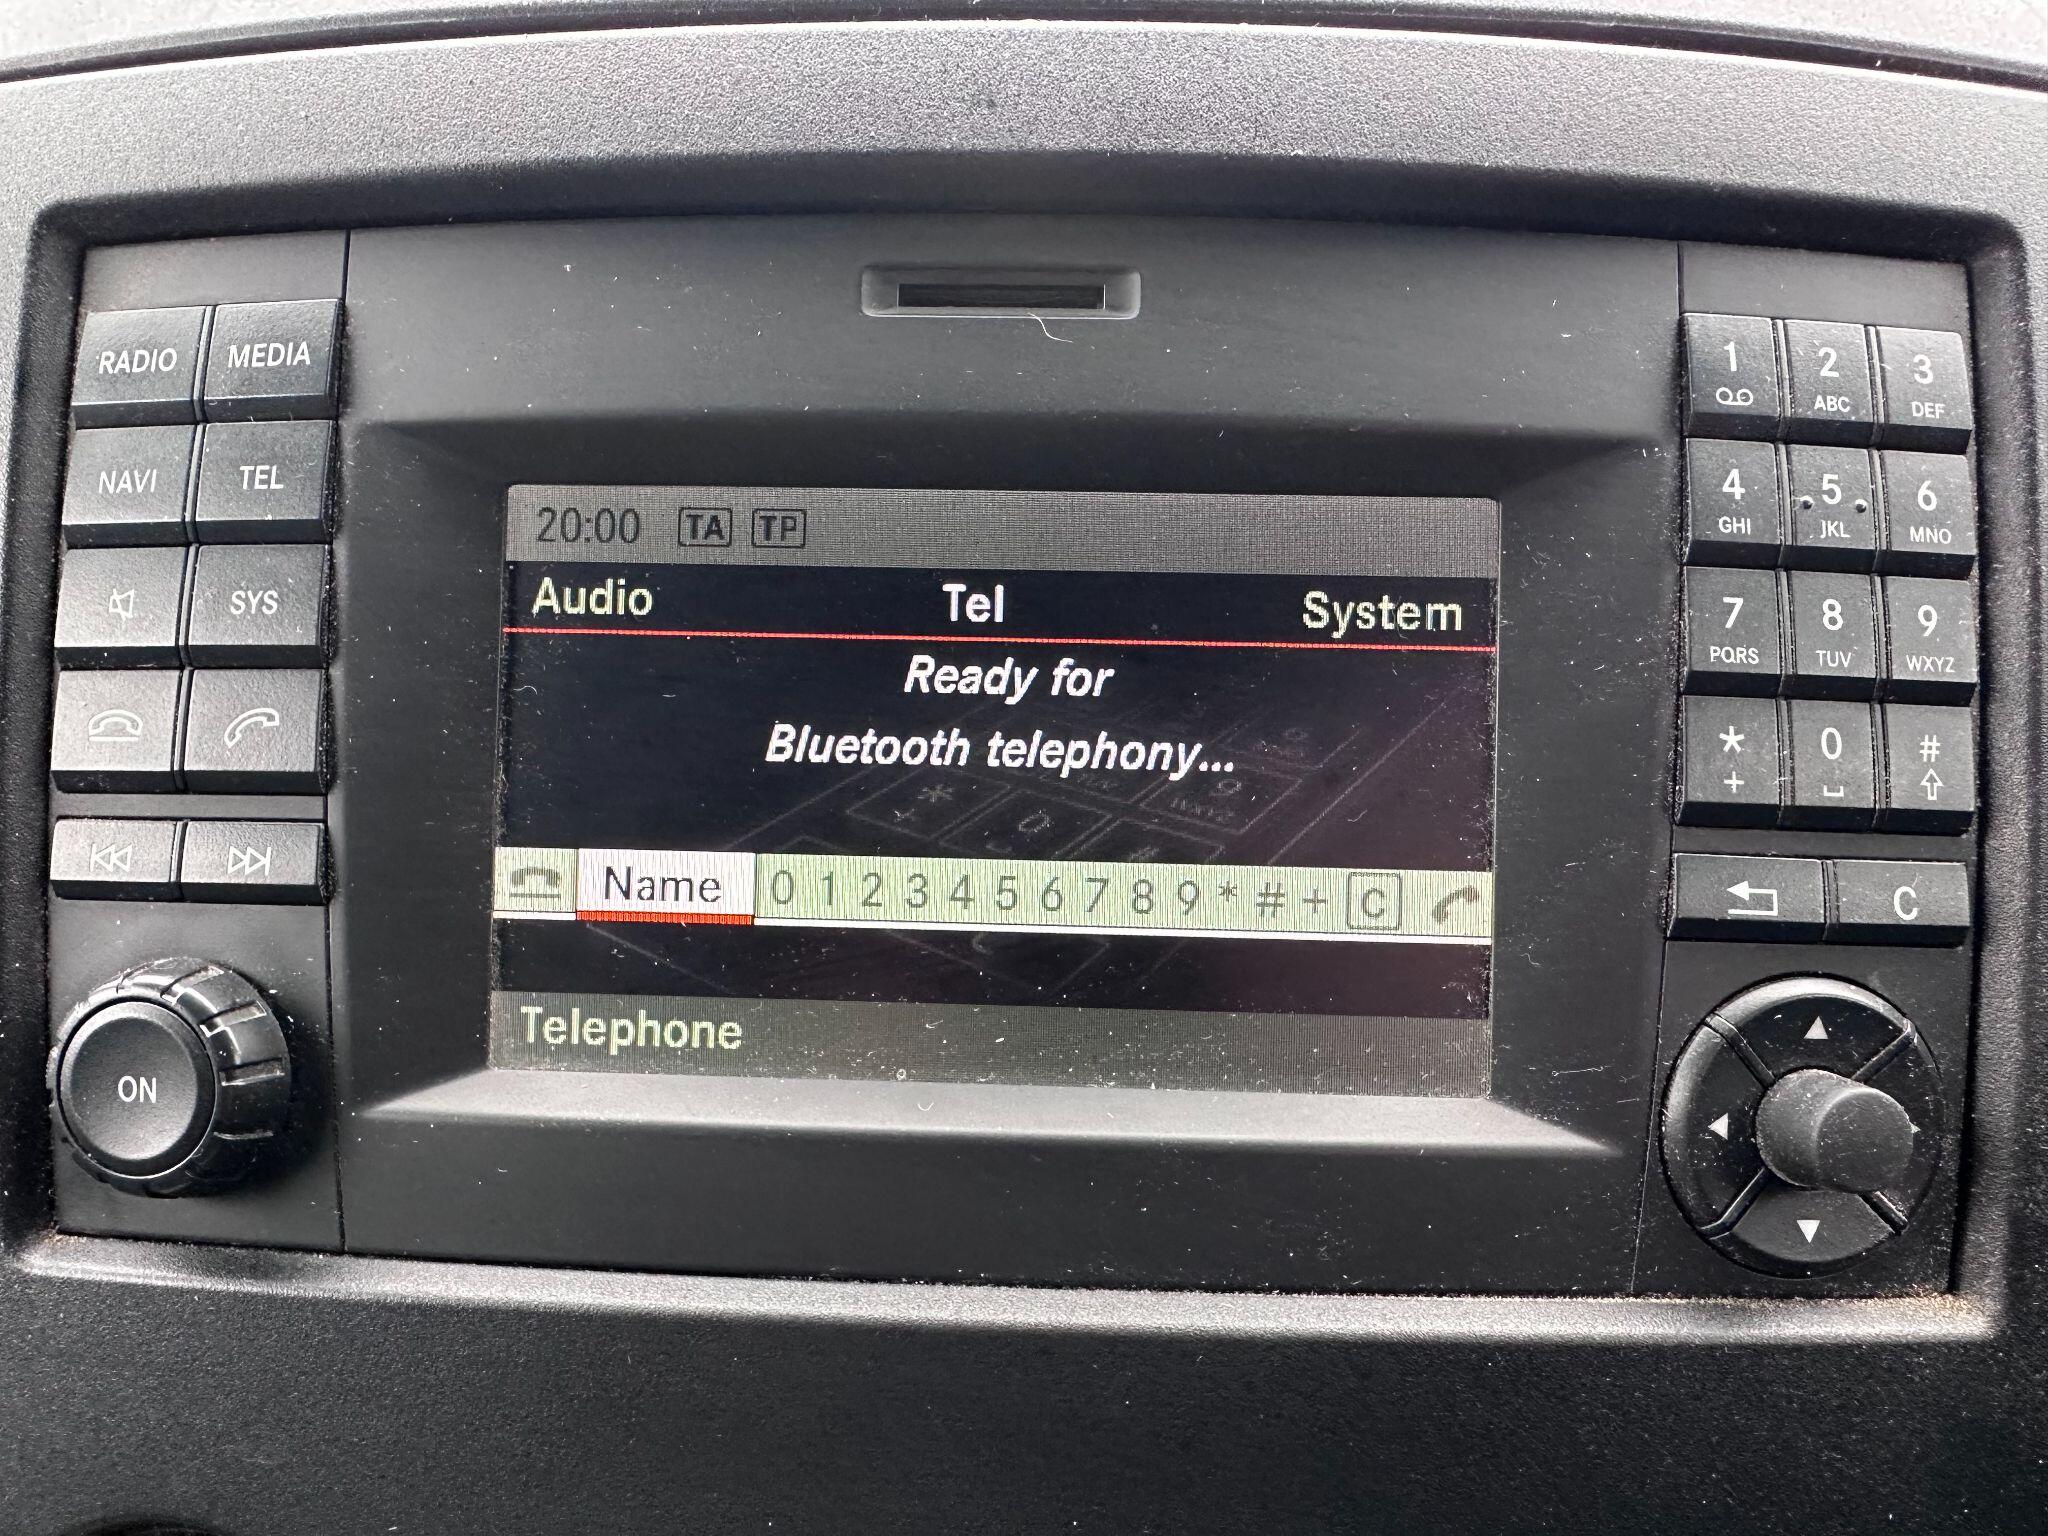 RADIO MEDIA
NAVI TEL
SYS
ON
20:00 TA TP
Audio Tel System
Ready for
Bluetooth telephony...
Name 0 1 2 3 4 5 6 7 8 9 * # + C
Telephone
1 2 3
ABC DEF
4 5 6
GHI JKL MNO
7 8 9
PQRS TUV WXYZ
* 0 #
+
C